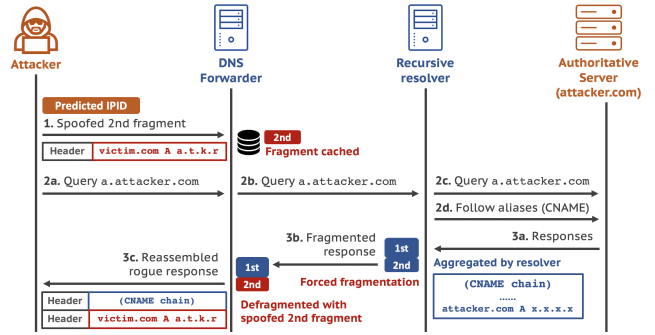 Attacker
DNS
Forwarder
Recursive
resolver
Authoritative
Server
(attacker.com)
Predicted IPID
1. Spoofed 2nd fragment
Header
victim.com A a.t.k.r
2nd
Fragment cached
2a. Query a.attacker.com
2b. Query a.attacker.com
2c. Query a.attacker.com
2d. Follow aliases (CNAME)
3a. Responses
3b. Fragmented
response
1st
2nd
Forced fragmentation
Aggregated by resolver
(CNAME chain)
......
attacker.com A x.x.x.x
3c. Reassembled
rogue response
1st
2nd
Defragmented with
spoofed 2nd fragment
Header
(CNAME chain)
Header
victim.com A a.t.k.r